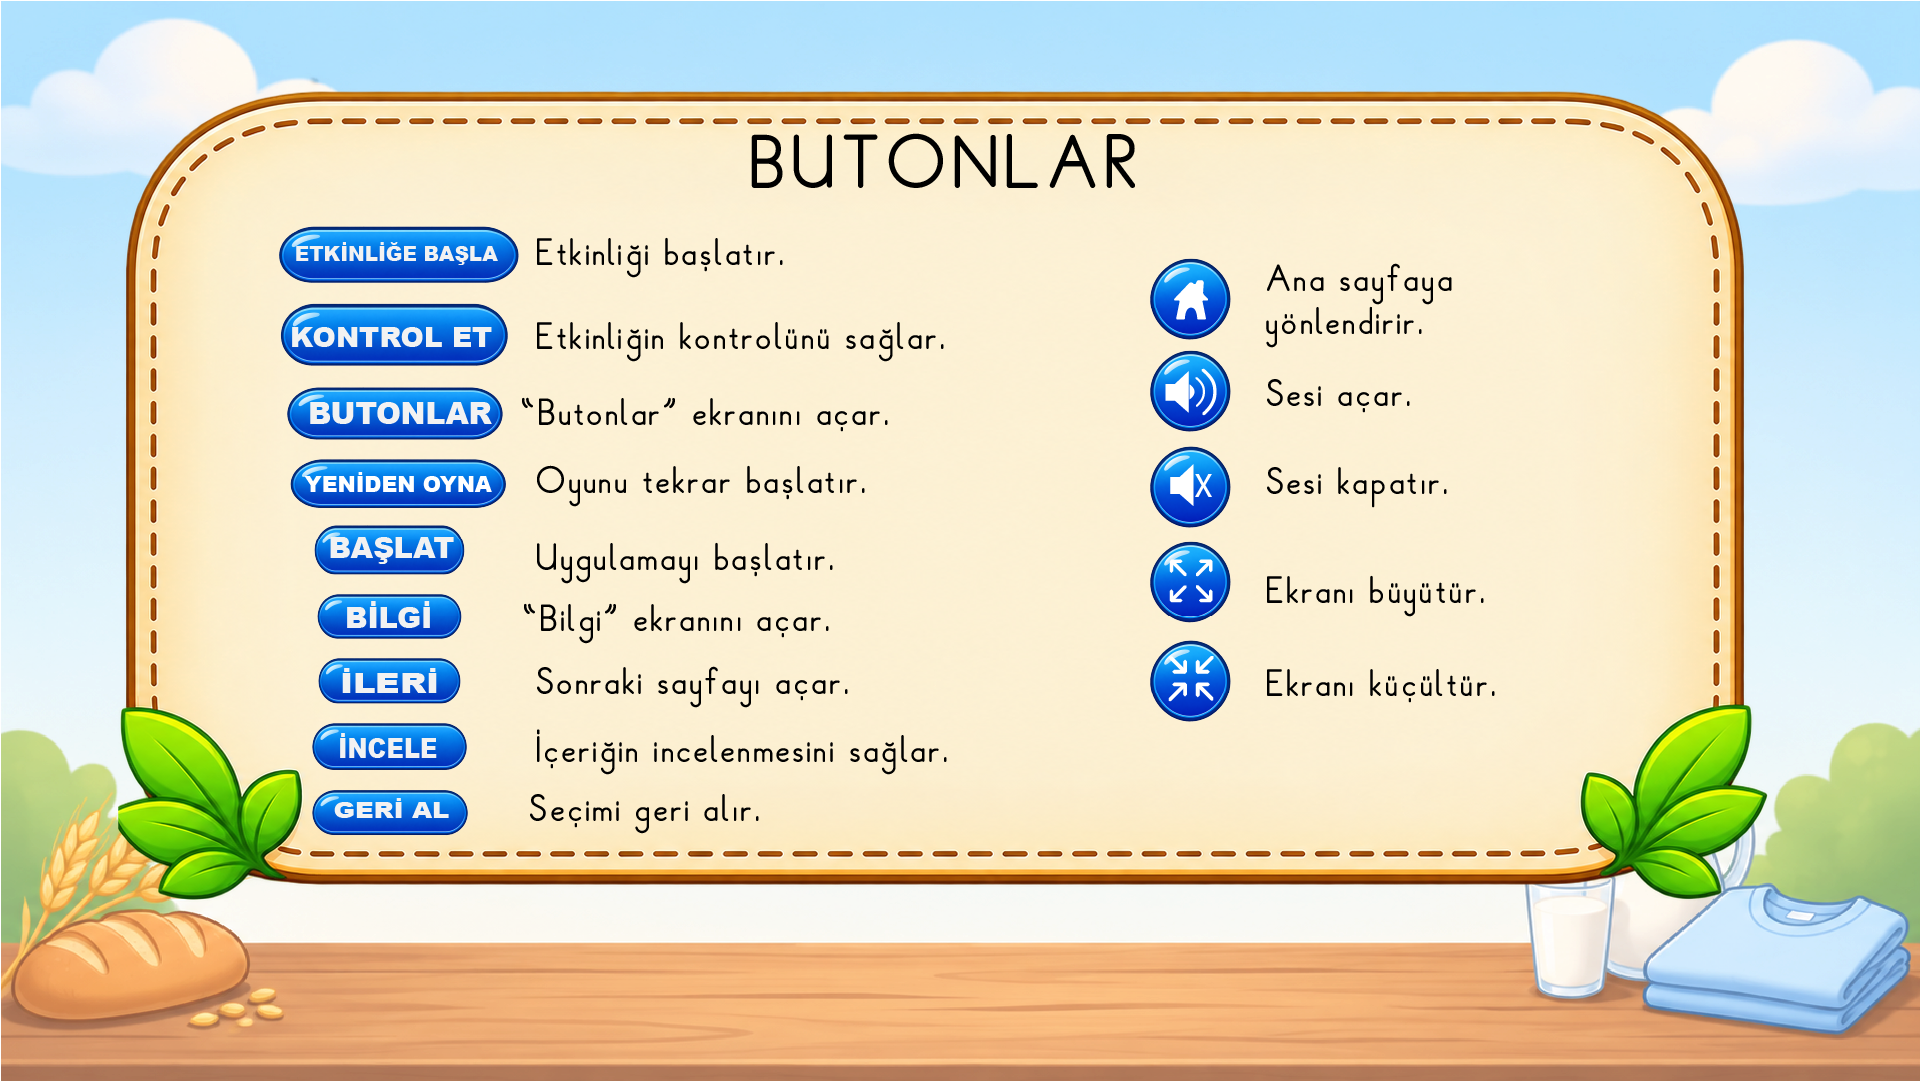 BUTONLAR
ETKİNLİĞE BAŞLA Etkinliği başlatır.
KONTROL ET Etkinliğin kontrolünü sağlar.
BUTONLAR “Butonlar” ekranını açar.
YENİDEN OYNA Oyunu tekrar başlatır.
BAŞLAT Uygulamayı başlatır.
BİLGİ “Bilgi” ekranını açar.
İLERİ Sonraki sayfayı açar.
İNCELE İçeriğin incelenmesini sağlar.
GERİ AL Seçimi geri alır.
Ana sayfaya
yönlendirir.
Sesi açar.
Sesi kapatır.
Ekranı büyütür.
Ekranı küçültür.